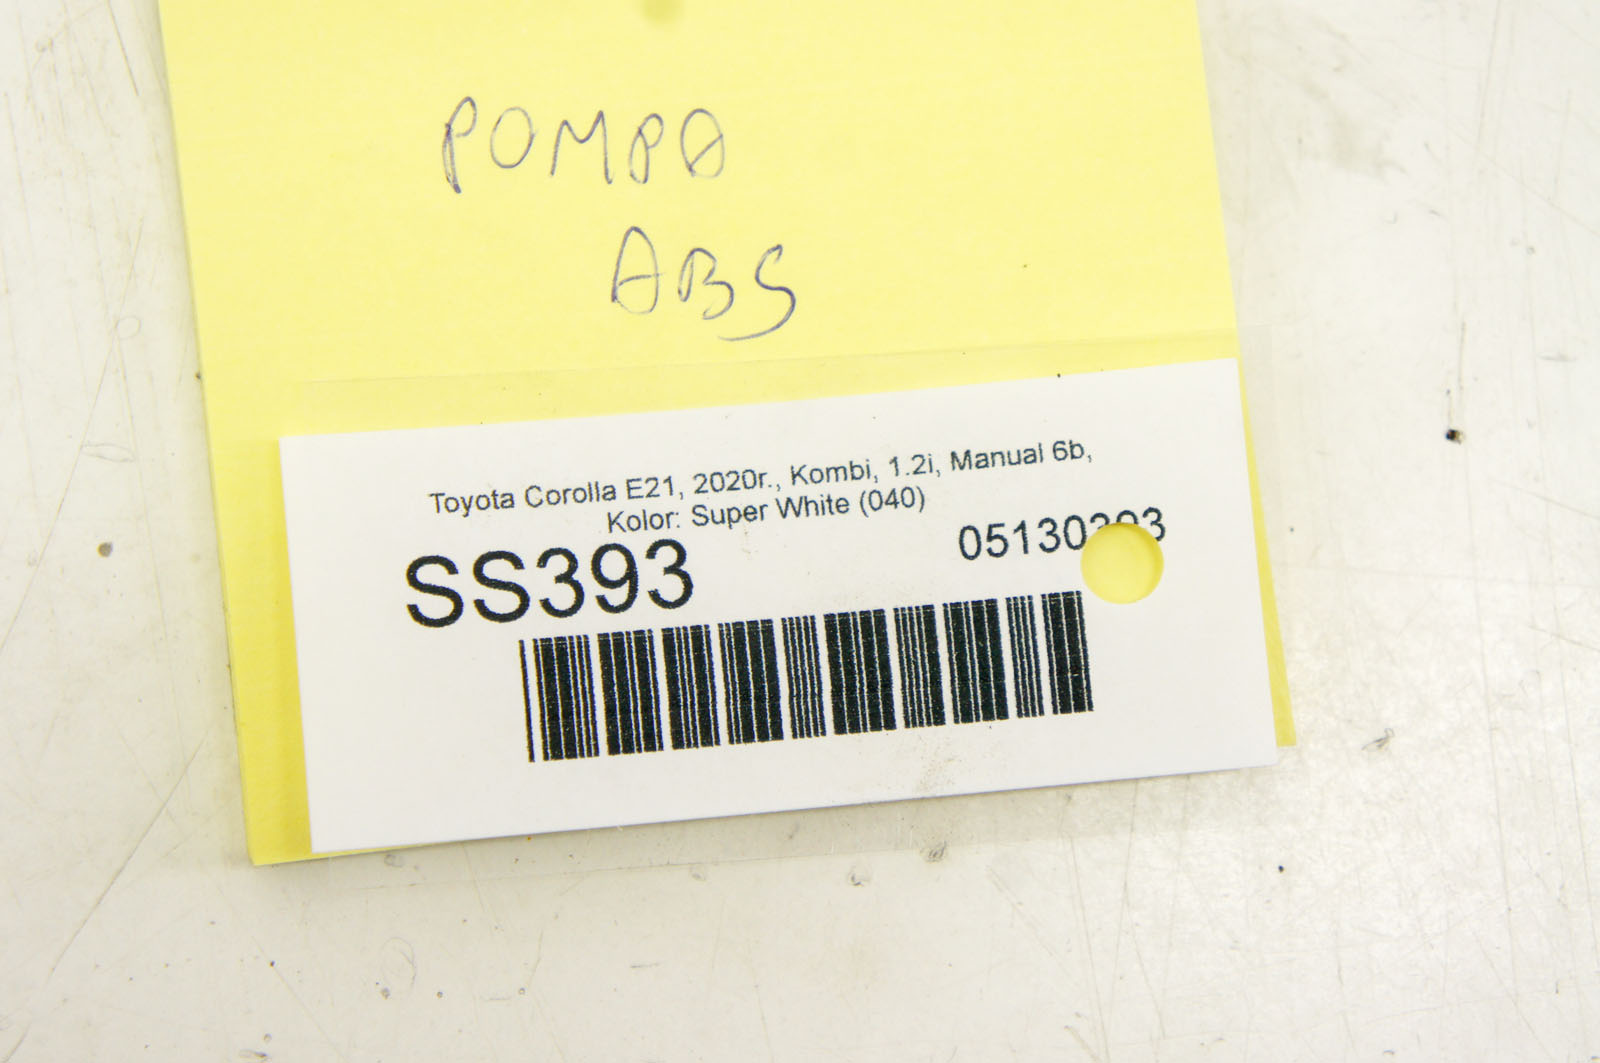 POMPA
ABS
Toyota Corolla E21, 2020r., Kombi, 1.2i, Manual 6b,
Kolor: Super White (040)
SS393